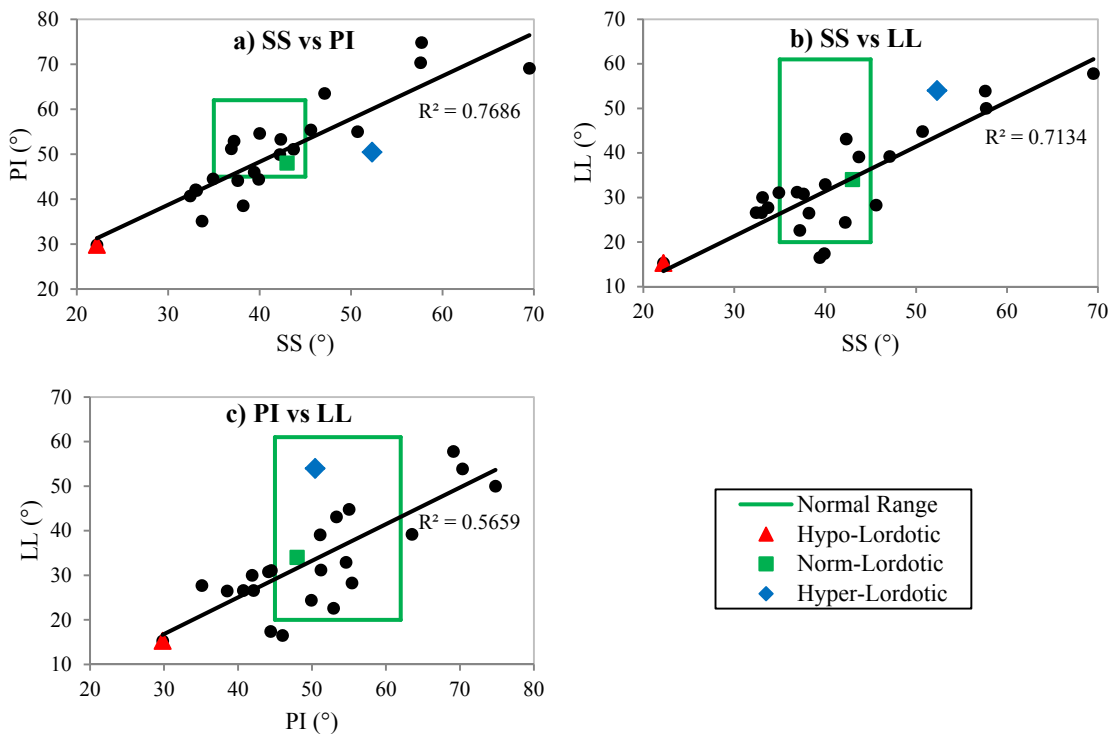 a) SS vs PI
80
70
60
50
40
30
20
PI (°)
R² = 0.7686
20 30 40 50 60 70
SS (°)
b) SS vs LL
70
60
50
40
30
20
10
LL (°)
R² = 0.7134
20 30 40 50 60 70
SS (°)
c) PI vs LL
70
60
50
40
30
20
10
LL (°)
R² = 0.5659
20 30 40 50 60 70 80
PI (°)
Normal Range
Hypo-Lordotic
Norm-Lordotic
Hyper-Lordotic